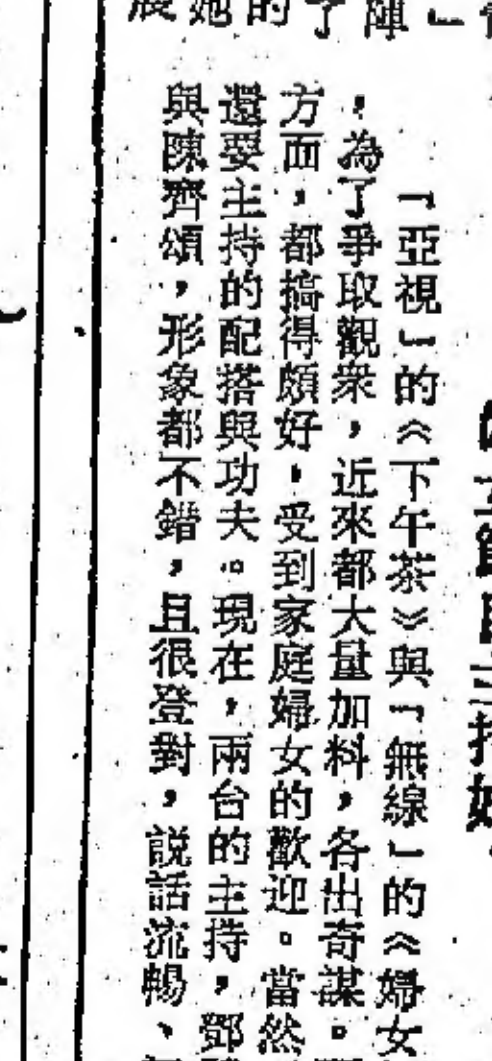 「亞視」的《下午茶》與「無線」的《婦女
，為了爭取觀衆，近來都大量加料，各出奇謀。
方面，都搞得頗好，受到家庭婦女的歡迎。當然
還要主持的配搭與功夫。現在，兩台的主持，鄧
與陳齊頌，形象都不錯，且很登對，說話流暢、